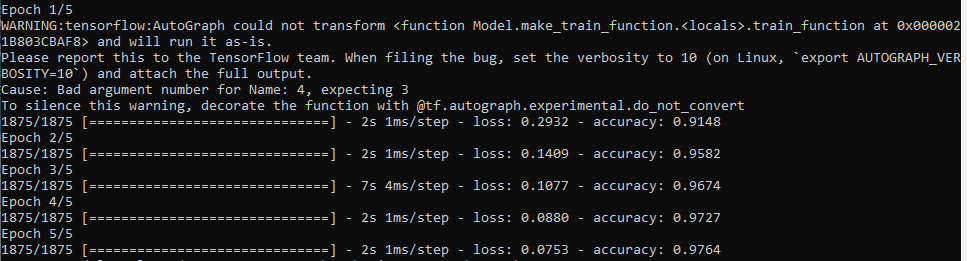 Epoch 1/5
WARNING:tensorflow:AutoGraph could not transform <function Model.make_train_function.<locals>.train_function at 0x000002
1B803CBAF8> and will run it as-is.
Please report this to the TensorFlow team. When filing the bug, set the verbosity to 10 (on Linux, `export AUTOGRAPH_VER
BOSITY=10`) and attach the full output.
Cause: Bad argument number for Name: 4, expecting 3
To silence this warning, decorate the function with @tf.autograph.experimental.do_not_convert
1875/1875 [==============================] - 2s 1ms/step - loss: 0.2932 - accuracy: 0.9148
Epoch 2/5
1875/1875 [==============================] - 2s 1ms/step - loss: 0.1409 - accuracy: 0.9582
Epoch 3/5
1875/1875 [==============================] - 7s 4ms/step - loss: 0.1077 - accuracy: 0.9674
Epoch 4/5
1875/1875 [==============================] - 2s 1ms/step - loss: 0.0880 - accuracy: 0.9727
Epoch 5/5
1875/1875 [==============================] - 2s 1ms/step - loss: 0.0753 - accuracy: 0.9764